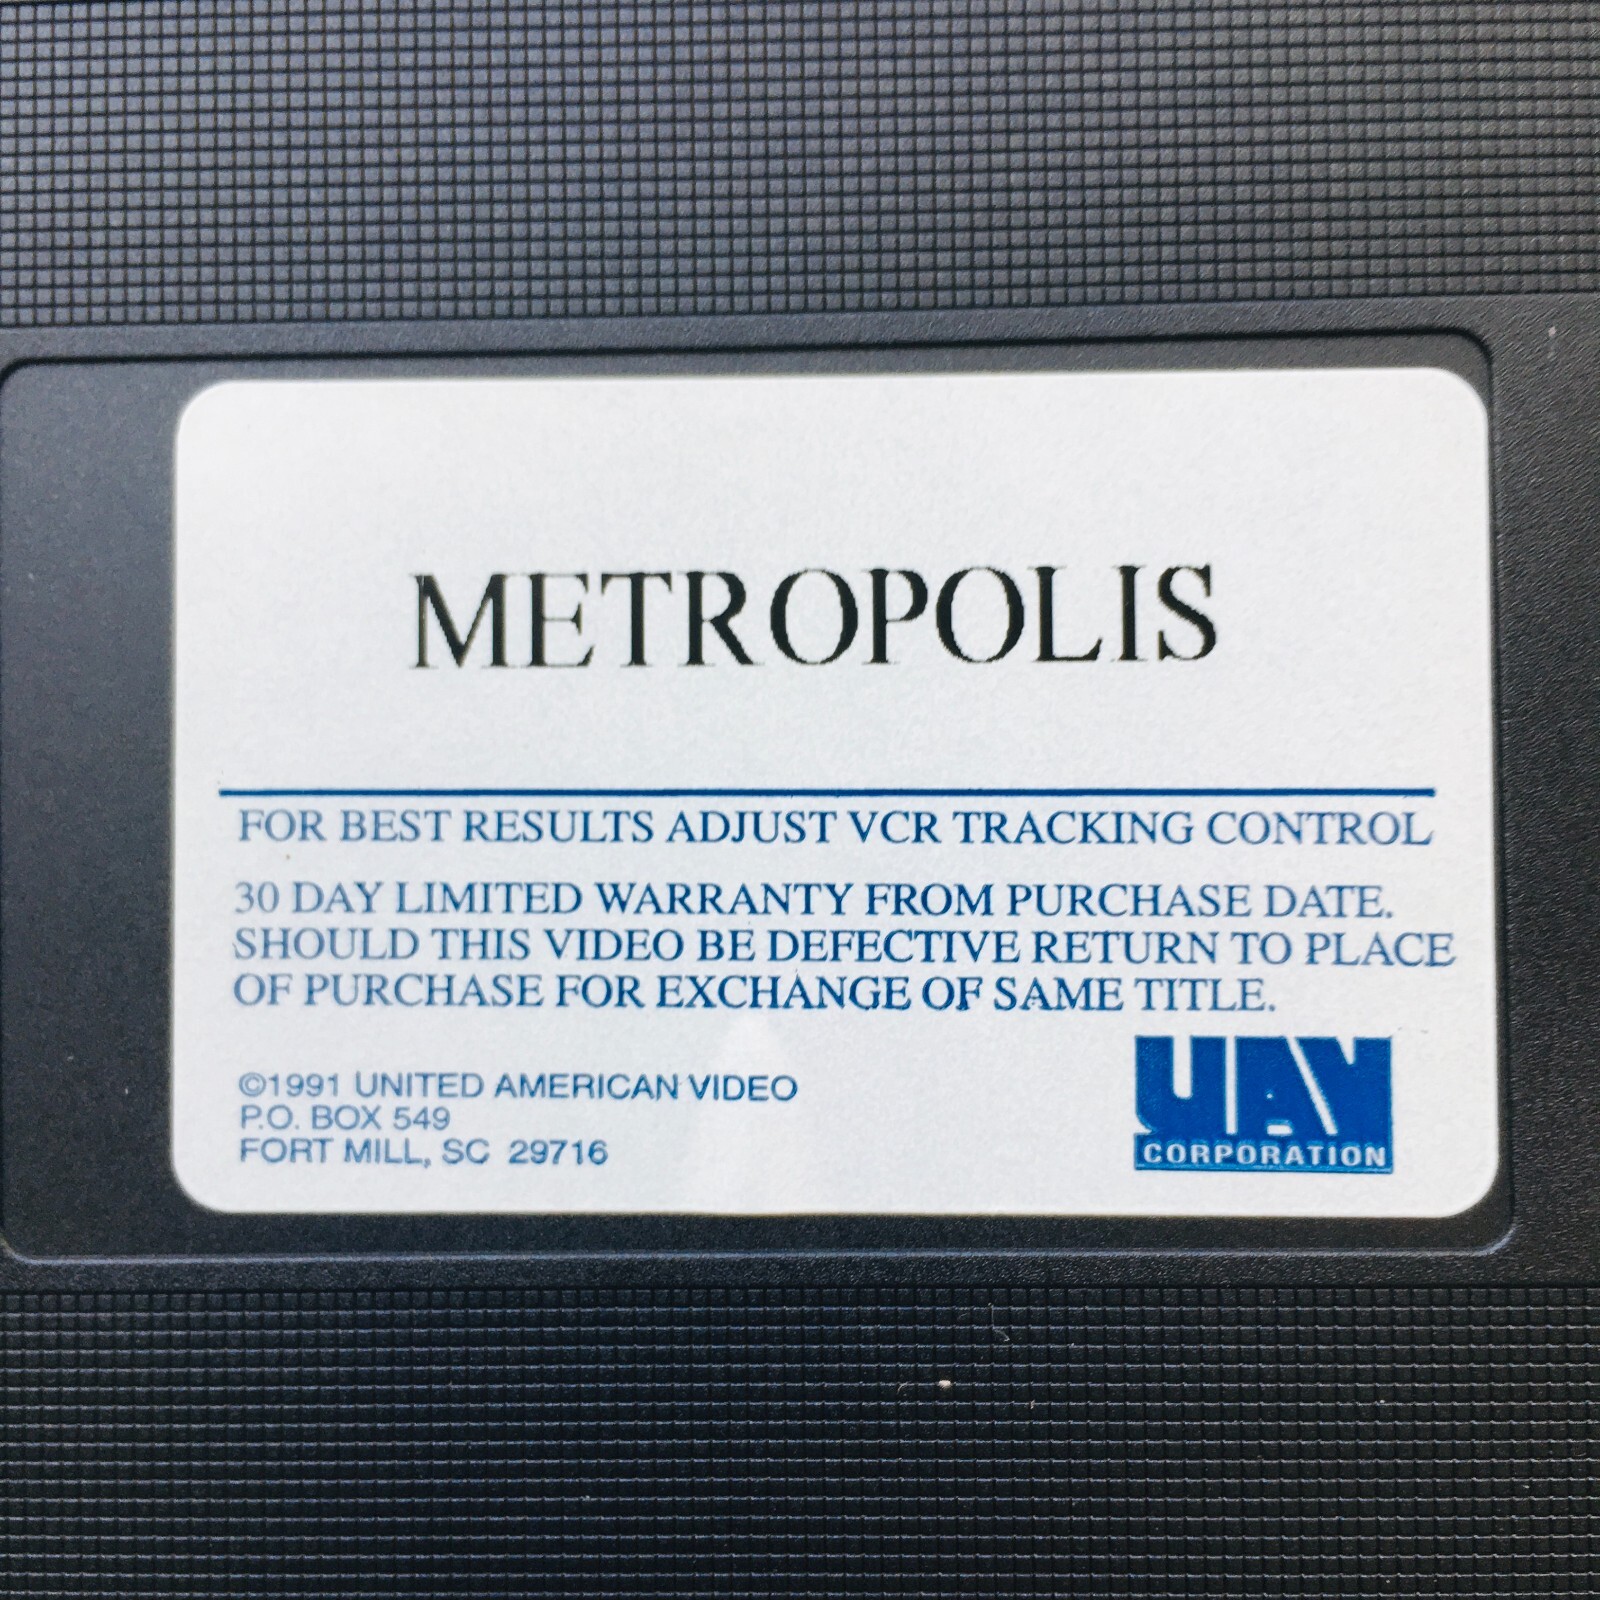 METROPOLIS
FOR BEST RESULTS ADJUST VCR TRACKING CONTROL
30 DAY LIMITED WARRANTY FROM PURCHASE DATE.
SHOULD THIS VIDEO BE DEFECTIVE RETURN TO PLACE
OF PURCHASE FOR EXCHANGE OF SAME TITLE.
©1991 UNITED AMERICAN VIDEO
P.O. BOX 549
FORT MILL, SC 29716
UAV
CORPORATION